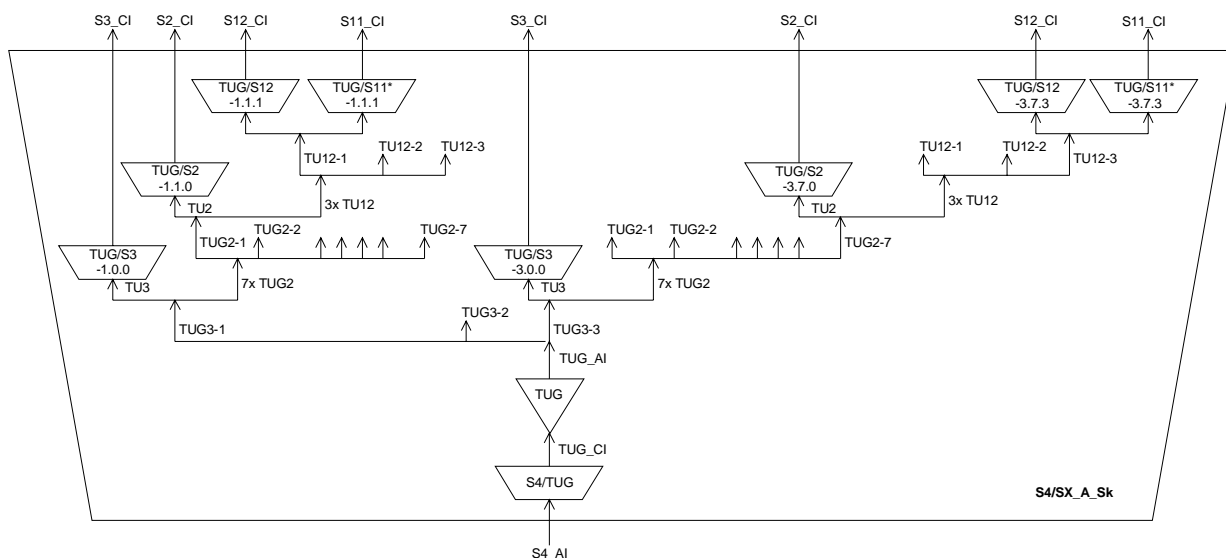 S3_CI S2_CI S12_CI S11_CI S3_CI S2_CI S12_CI S11_CI
TUG/S12 TUG/S11* TUG/S12 TUG/S11*
-1.1.1 -1.1.1 -3.7.3 -3.7.3
TU12-1 TU12-2 TU12-3 TU12-1 TU12-2 TU12-3
TUG/S2 TUG/S2
-1.1.0 -3.7.0
TU2 3x TU12 TU2 3x TU12
TUG2-1 TUG2-2 TUG2-7 TUG2-1 TUG2-2 TUG2-7
TUG/S3 TUG/S3
-1.0.0 -3.0.0
TU3 7x TUG2 TU3 7x TUG2
TUG3-1 TUG3-2 TUG3-3
TUG_AI
TUG
TUG_CI
S4/TUG
S4/SX_A_Sk
S4_AI